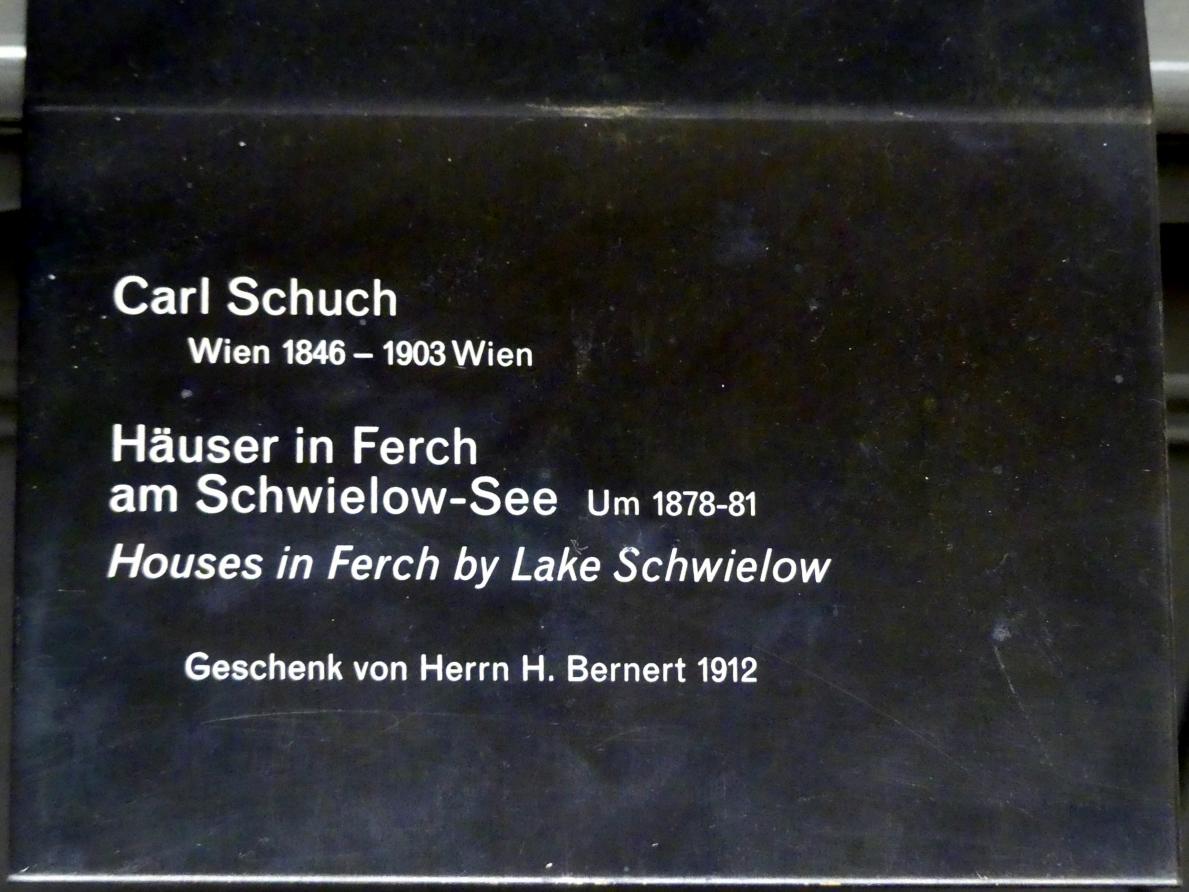 Carl Schuch
Wien 1846 – 1903 Wien
Häuser in Ferch
am Schwielow-See Um 1878-81
Houses in Ferch by Lake Schwielow
Geschenk von Herrn H. Bernert 1912